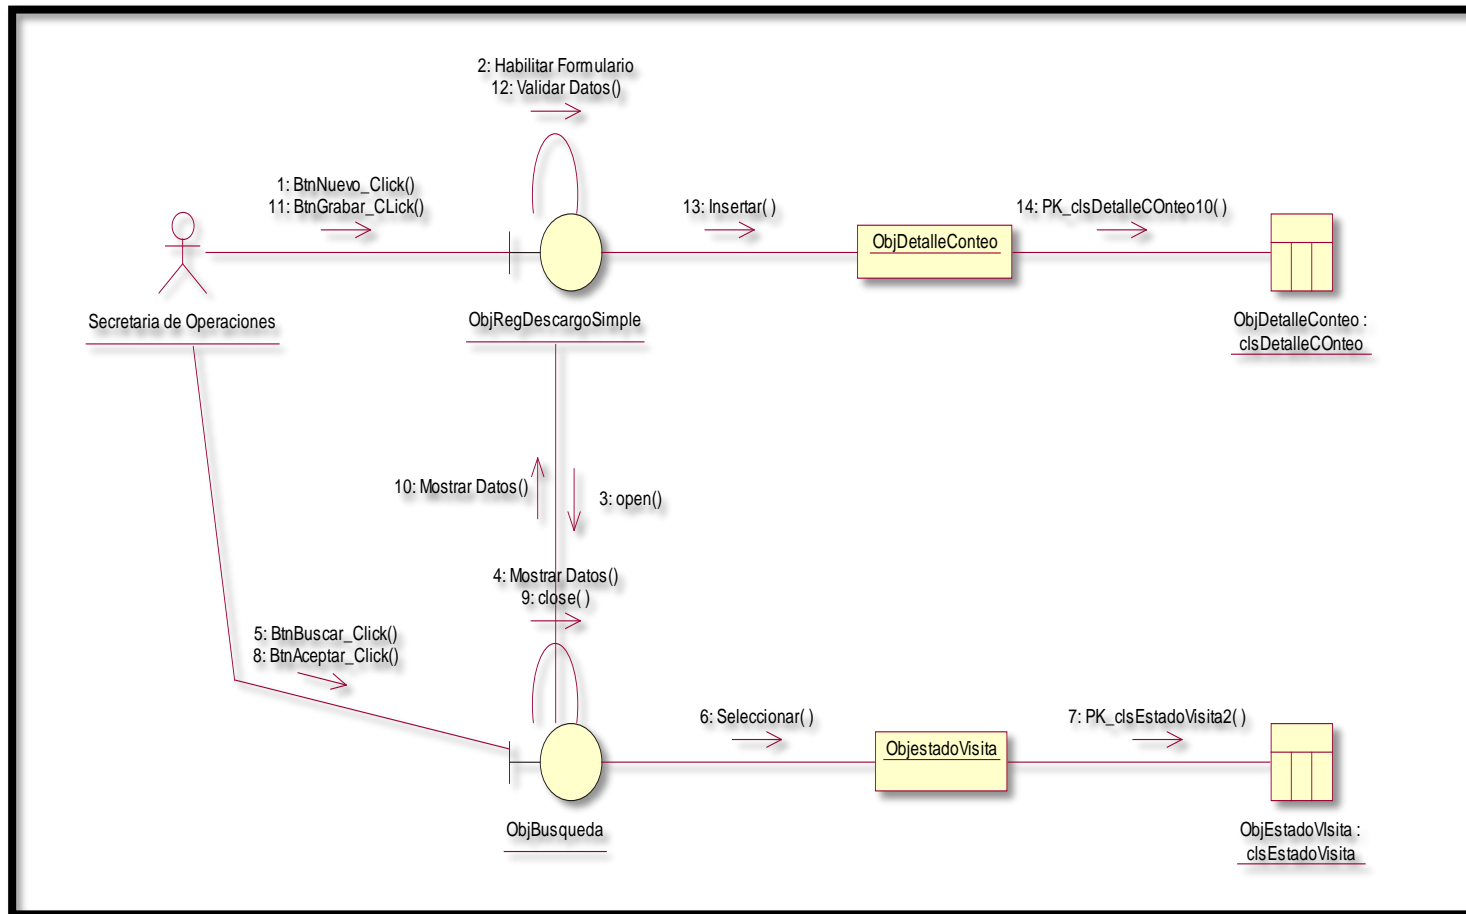 2: Habilitar Formulario
12: Validar Datos()
1: BtnNuevo_Click()
11: BtnGrabar_CLick()
13: Insertar( )
14: PK_clsDetalleCOnteo10( )
ObjDetalleConteo
Secretaria de Operaciones
ObjRegDescargoSimple
ObjDetalleConteo :
clsDetalleCOnteo
10: Mostrar Datos()
3: open()
4: Mostrar Datos()
9: close( )
5: BtnBuscar_Click()
8: BtnAceptar_Click()
6: Seleccionar( )
7: PK_clsEstadoVisita2( )
ObjestadoVisita
ObjBusqueda
ObjEstadoVIsita :
clsEstadoVisita